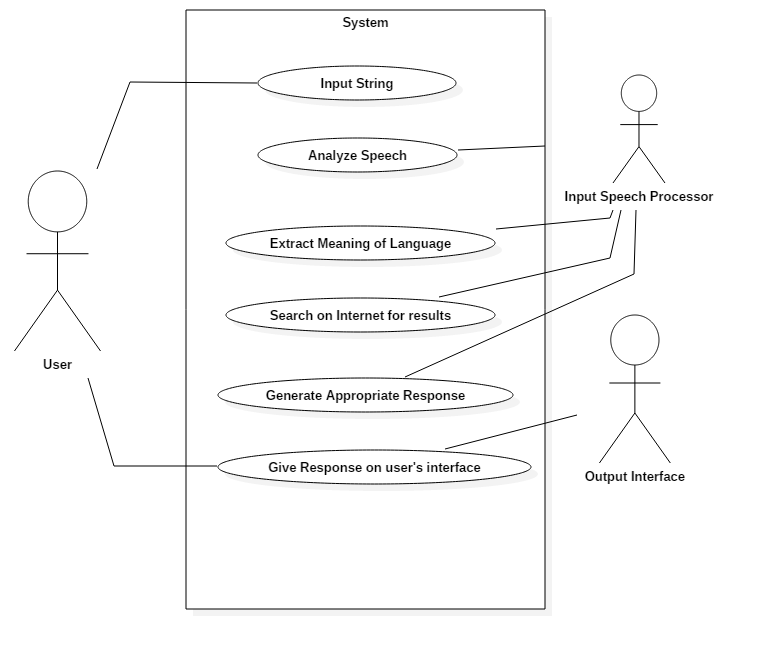 System
Input String
Analyze Speech
Input Speech Processor
Extract Meaning of Language
Search on Internet for results
User
Generate Appropriate Response
Give Response on user's interface
Output Interface